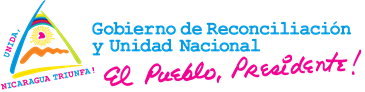 UNIDA,
NICARAGUA TRIUNFA!
Gobierno de Reconciliación
y Unidad Nacional
El Pueblo, Presidente!